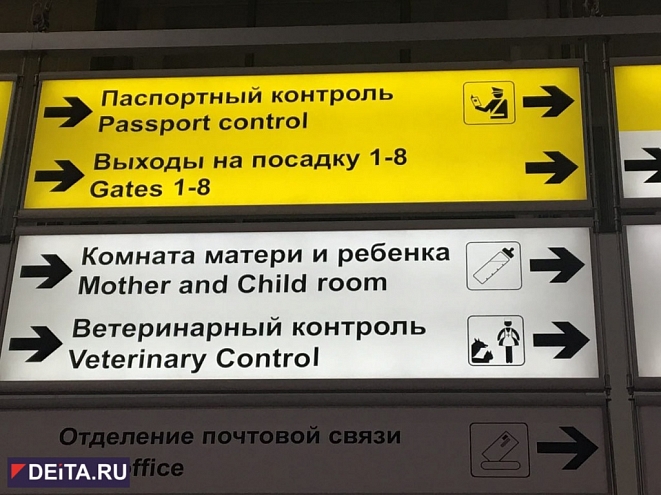 Паспортный контроль
Passport control
Выходы на посадку 1-8
Gates 1-8
Комната матери и ребенка
Mother and Child room
Ветеринарный контроль
Veterinary Control
Отделение почтовой связи
office
DEITA.RU